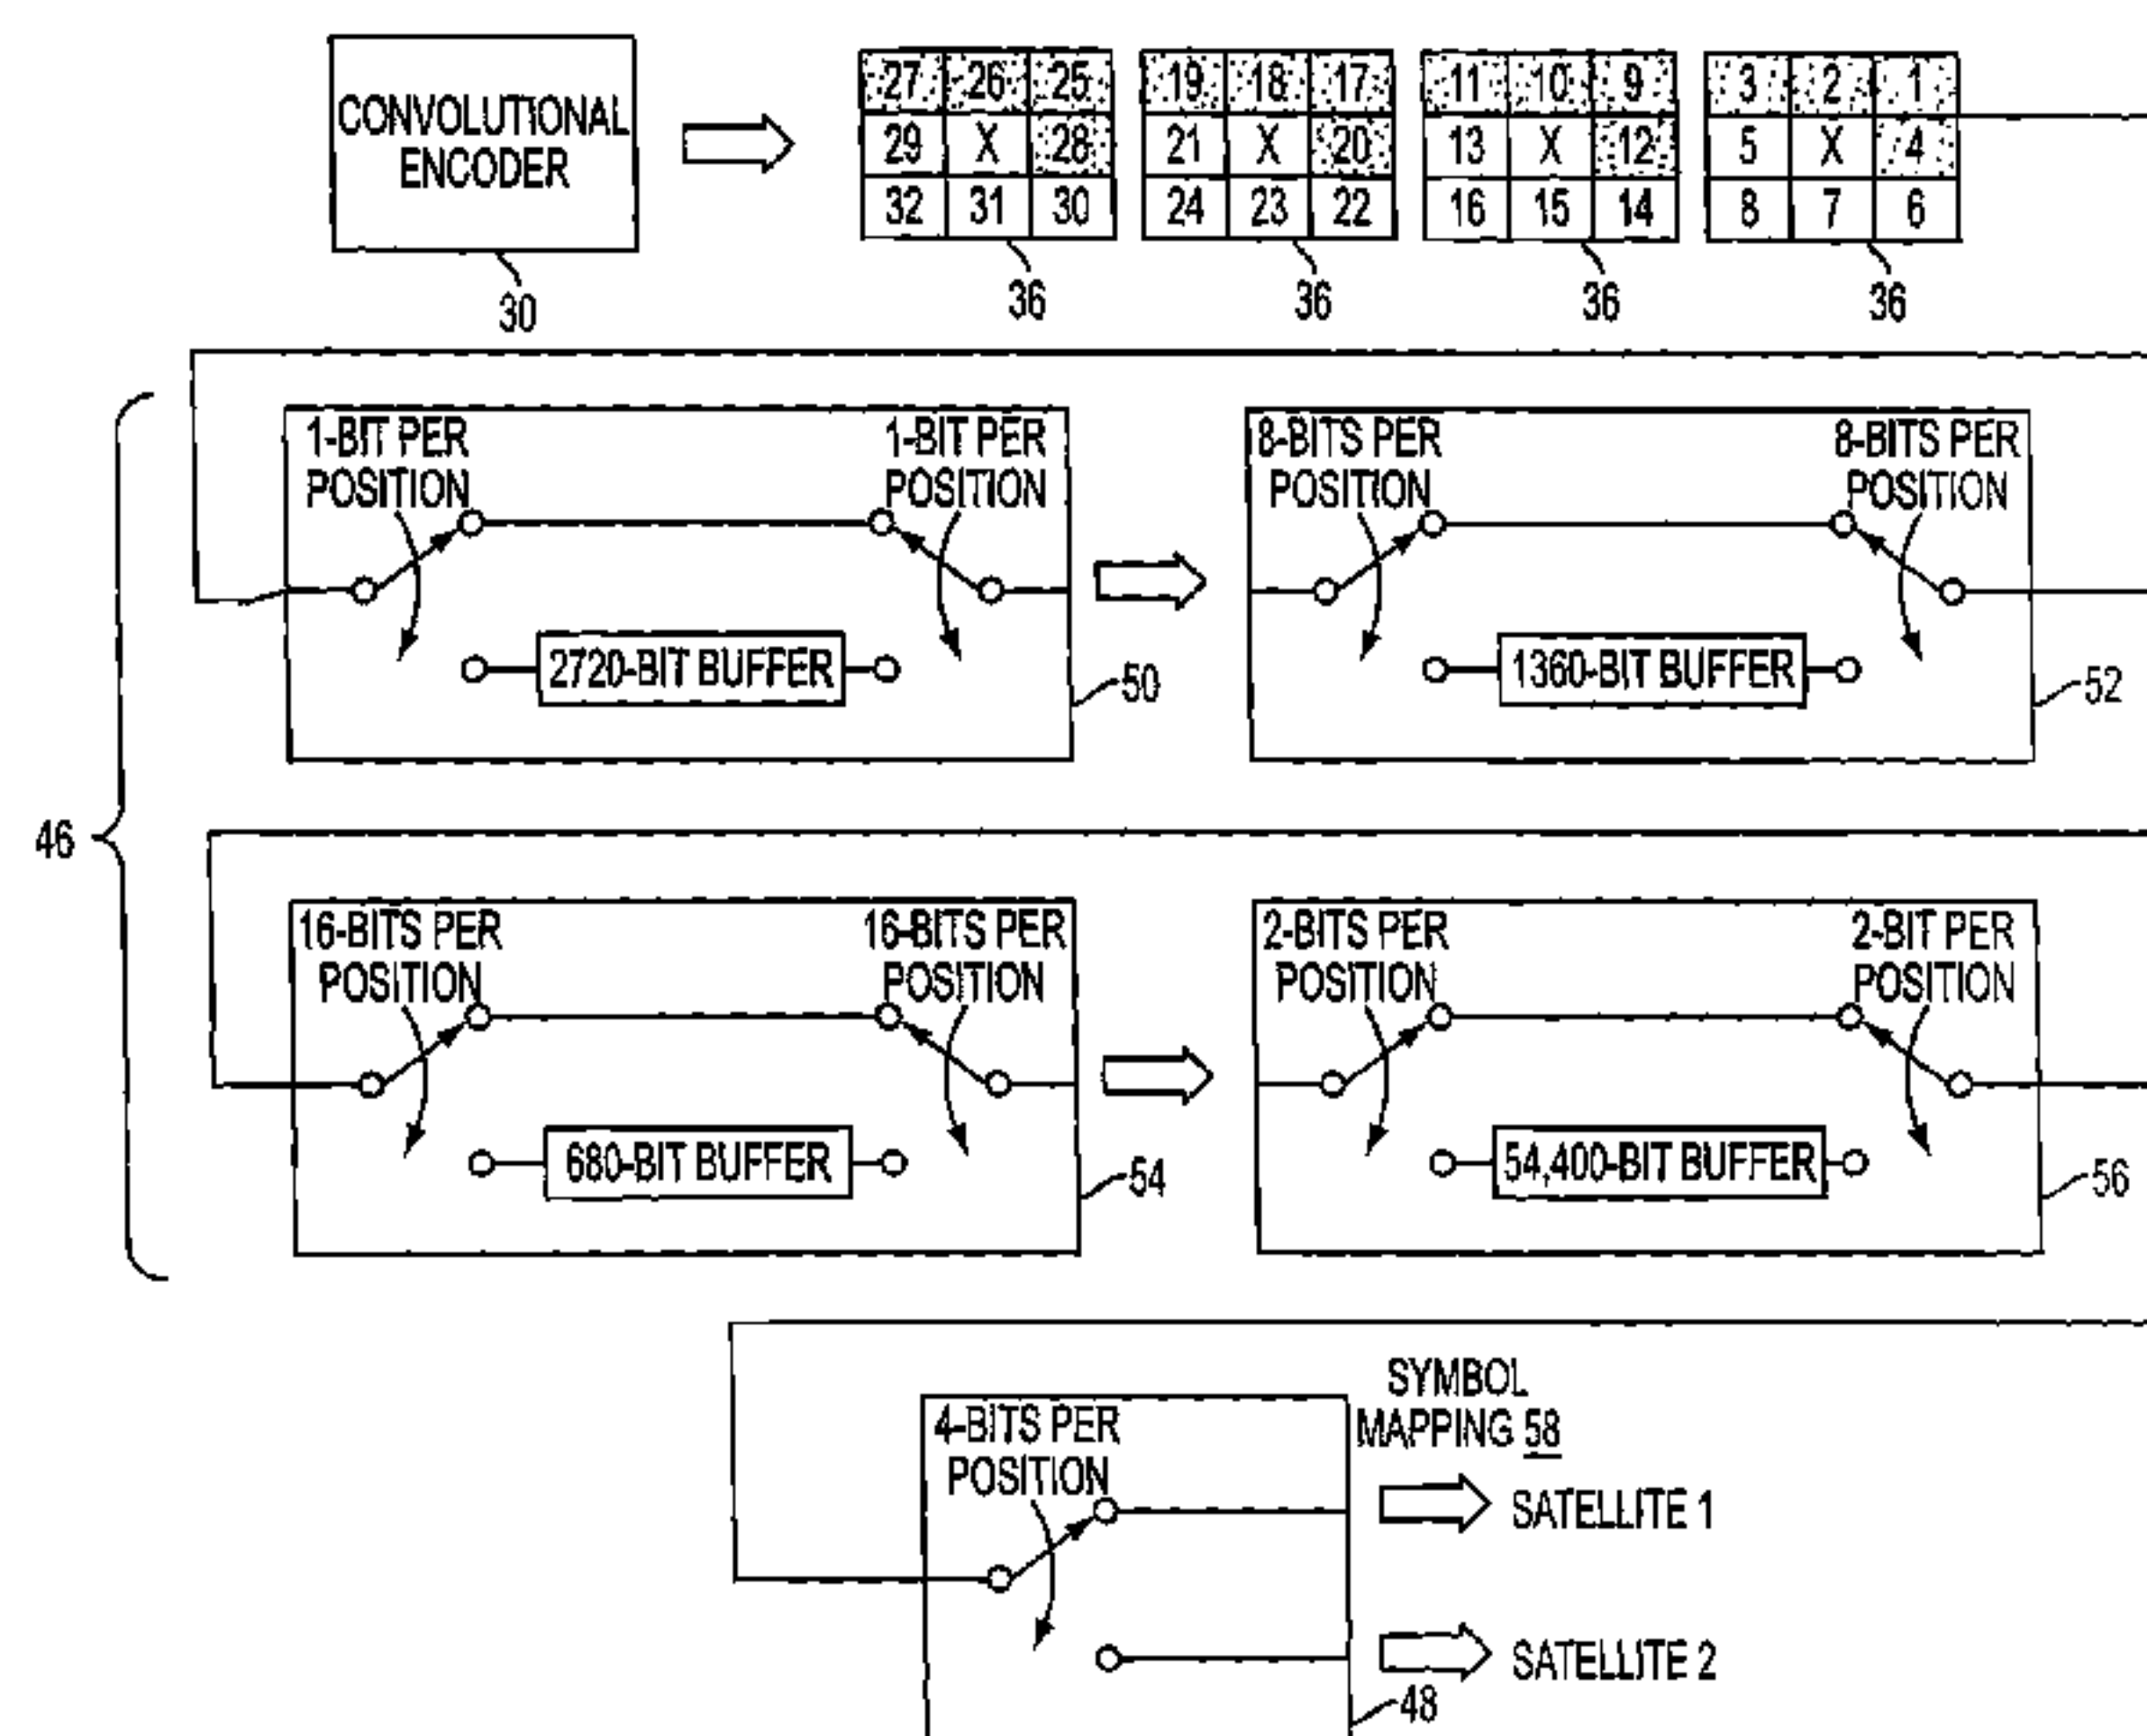 CONVOLUTIONAL
ENCODER
30
27 26 25
29 X 28
32 31 30
36
19 18 17
21 X 20
24 23 22
36
11 10 9
13 X 12
16 15 14
36
3 2 1
5 X 4
8 7 6
36
46
1-BIT PER
POSITION
1-BIT PER
POSITION
2720-BIT BUFFER
50
8-BITS PER
POSITION
8-BITS PER
POSITION
1360-BIT BUFFER
52
16-BITS PER
POSITION
16-BITS PER
POSITION
680-BIT BUFFER
54
2-BITS PER
POSITION
2-BIT PER
POSITION
54,400-BIT BUFFER
56
4-BITS PER
POSITION
SYMBOL
MAPPING 58
SATELLITE 1
SATELLITE 2
48